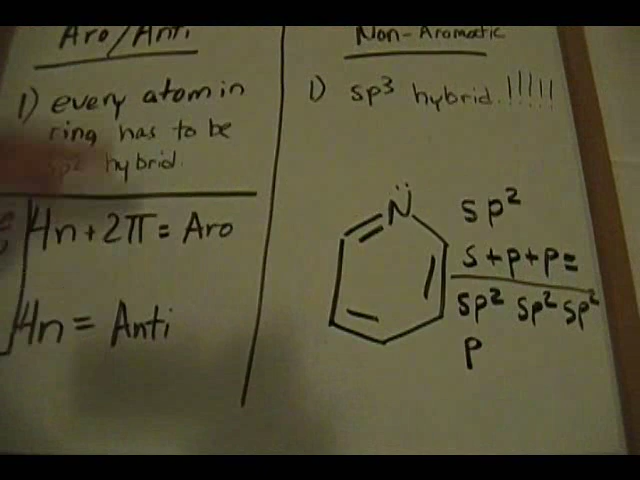 Aro/Anti
1) every atom in
ring has to be
sp2 hybrid.
4n+2π = Aro
4n = Anti
Non-Aromatic
1) sp³ hybrid.!!!!!
N
sp²
s+p+p=
sp² sp² sp²
p